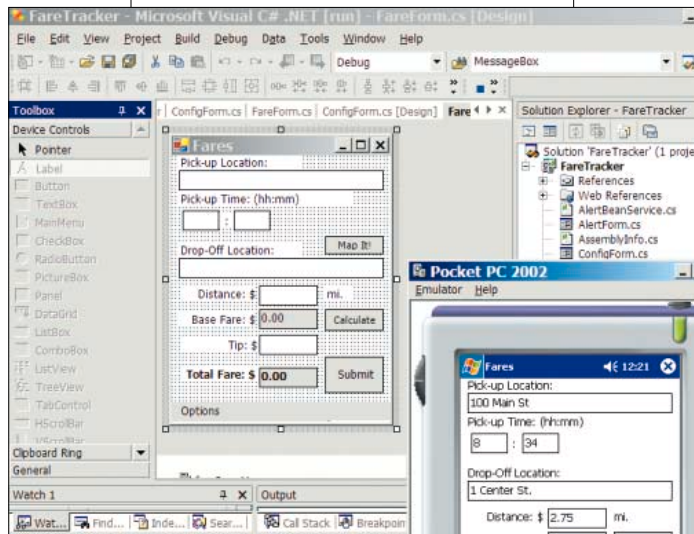 FareTracker - Microsoft Visual C# .NET [run] - FareForm.cs [Design]
File Edit View Project Build Debug Data Tools Window Help
Debug MessageBox
Toolbox
ConfigForm.cs | FareForm.cs | ConfigForm.cs [Design] Fare
Solution Explorer - FareTracker
Device Controls
Pointer
Label
Button
TextBox
MainMenu
CheckBox
RadioButton
PictureBox
Panel
DataGrid
ListBox
ComboBox
ListView
TreeView
TabControl
HScrollBar
VScrollBar
Clipboard Ring
General
Fares
Pick-up Location:
Pick-up Time: (hh:mm)
:
Drop-Off Location:
Map It!
Distance: $ mi.
Base Fare: $ 0.00 Calculate
Tip: $
Total Fare: $ 0.00 Submit
Options
Solution 'FareTracker' (1 proje
FareTracker
References
Web References
AlertBeanService.cs
AlertForm.cs
AssemblyInfo.cs
ConfigForm.cs
Pocket PC 2002
Emulator Help
Fares 12:21
Pick-up Location:
100 Main St
Pick-up Time: (hh:mm)
8 : 34
Drop-Off Location:
1 Center St.
Distance: $ 2.75 mi.
Watch 1 Output
Wat... Find... Inde... Sear... Call Stack Breakpoin